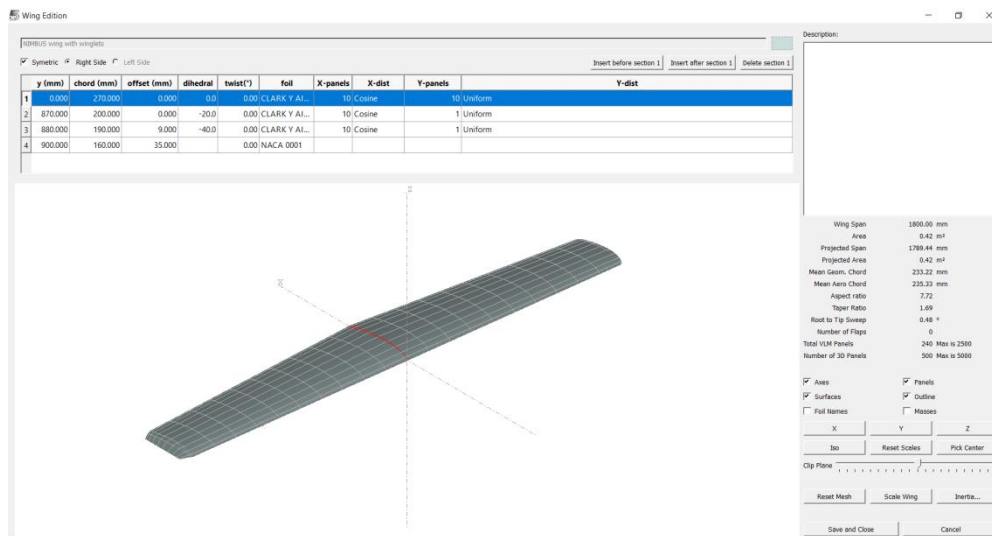 Wing Edition
NIMBUS wing with winglets
Description:
Symetric Right Side Left Side
Insert before section 1 Insert after section 1 Delete section 1
y (mm) chord (mm) offset (mm) dihedral twist(°) foil X-panels X-dist Y-panels Y-dist
1 0.000 270.000 0.000 0.0 0.00 CLARK Y AI... 10 Cosine 10 Uniform
2 870.000 200.000 0.000 -20.0 0.00 CLARK Y AI... 10 Cosine 1 Uniform
3 880.000 190.000 9.000 -40.0 0.00 CLARK Y AI... 10 Cosine 1 Uniform
4 900.000 160.000 35.000 0.00 NACA 0001
Wing Span 1800.00 mm
Area 0.42 m²
Projected Span 1789.44 mm
Projected Area 0.42 m²
Mean Geom. Chord 233.22 mm
Mean Aero Chord 235.33 mm
Aspect ratio 7.72
Taper Ratio 1.69
Root to Tip Sweep 0.48 °
Number of Flaps 0
Total VLM Panels 240 Max is 2500
Number of 3D Panels 500 Max is 5000
Axes Panels
Surfaces Outline
Foil Names Masses
X Y Z
Iso Reset Scales Pick Center
Clip Plane
Reset Mesh Scale Wing Inertia...
Save and Close Cancel